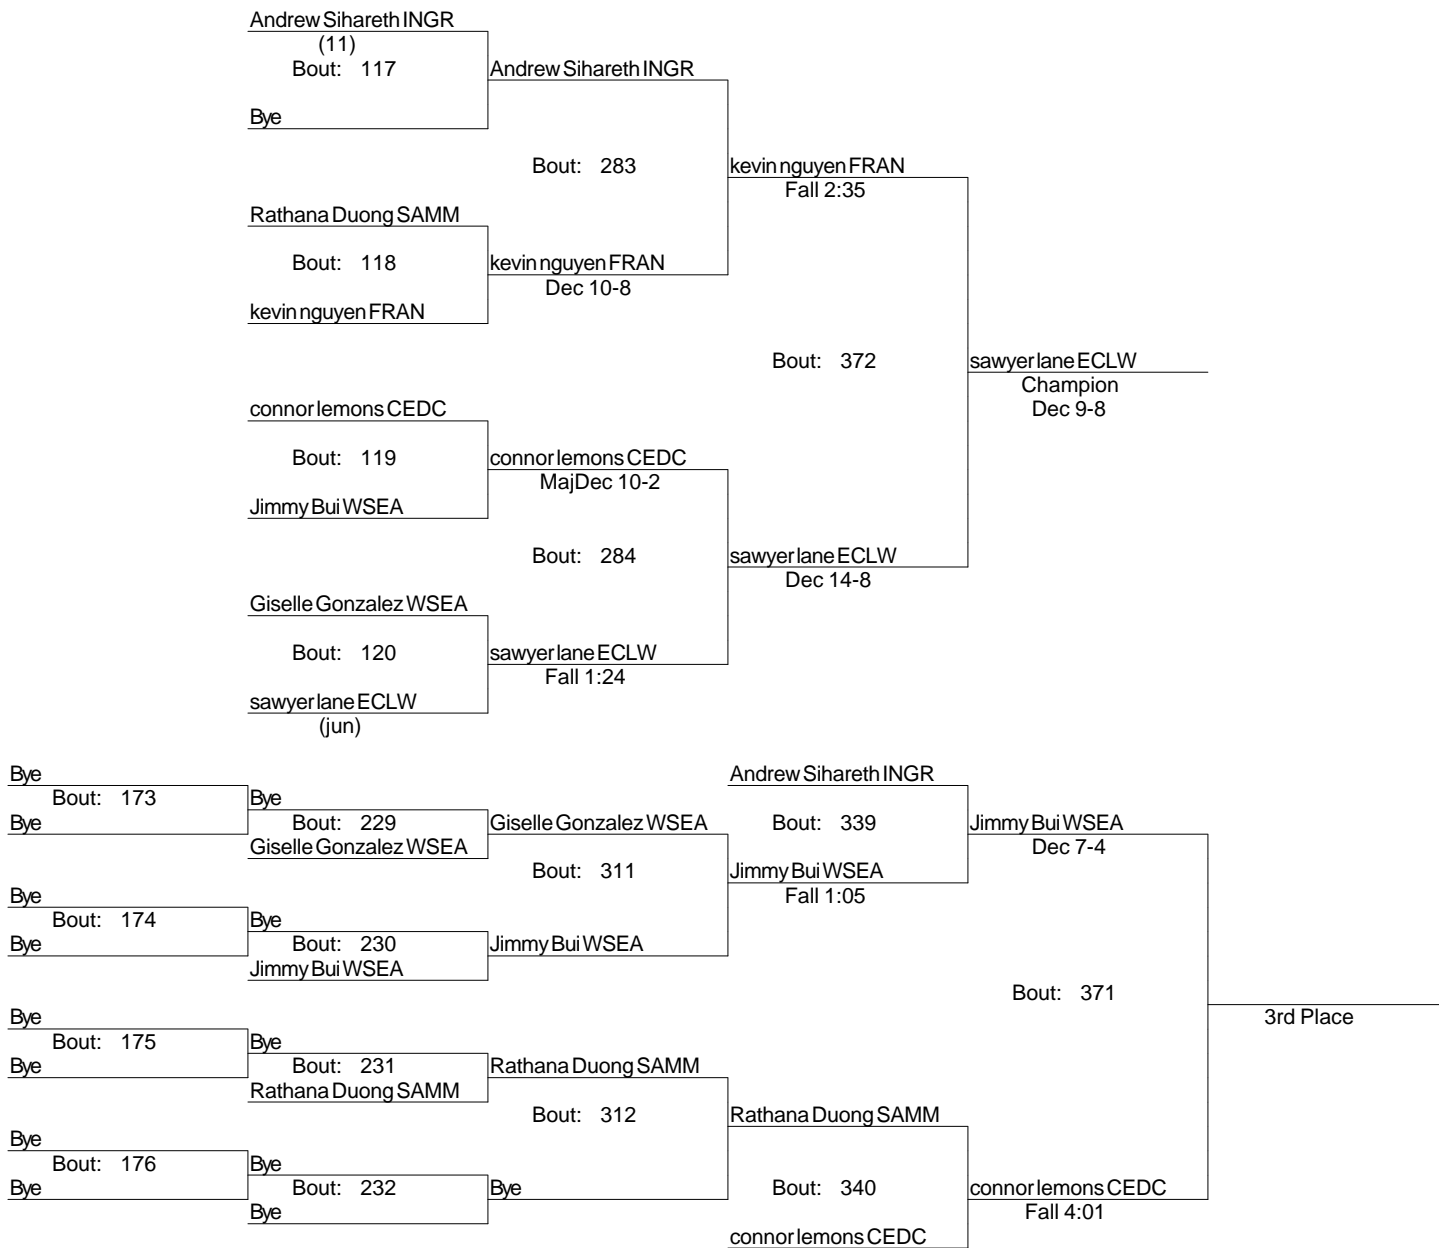 Andrew Sihareth INGR
(11)
Bout: 117
Andrew Sihareth INGR
Bye
Bout: 283
kevin nguyen FRAN
Fall 2:35
Rathana Duong SAMM
Bout: 118
kevin nguyen FRAN
Dec 10-8
kevin nguyen FRAN
Bout: 372
sawyer lane ECLW
Champion
Dec 9-8
connor lemons CEDC
Bout: 119
connor lemons CEDC
MajDec 10-2
Jimmy Bui WSEA
Bout: 284
sawyer lane ECLW
Dec 14-8
Giselle Gonzalez WSEA
Bout: 120
sawyer lane ECLW
Fall 1:24
sawyer lane ECLW
(jun)
Bye
Bout: 173
Bye
Bye
Bout: 229
Giselle Gonzalez WSEA
Giselle Gonzalez WSEA
Bout: 311
Andrew Sihareth INGR
Bout: 339
Jimmy Bui WSEA
Dec 7-4
Jimmy Bui WSEA
Fall 1:05
Bye
Bout: 174
Bye
Bye
Bout: 230
Jimmy Bui WSEA
Jimmy Bui WSEA
Bout: 371
3rd Place
Bye
Bout: 175
Bye
Bye
Bout: 231
Rathana Duong SAMM
Rathana Duong SAMM
Bout: 312
Rathana Duong SAMM
Bye
Bout: 176
Bye
Bye
Bout: 232
Bye
Bye
Bout: 340
connor lemons CEDC
Fall 4:01
connor lemons CEDC